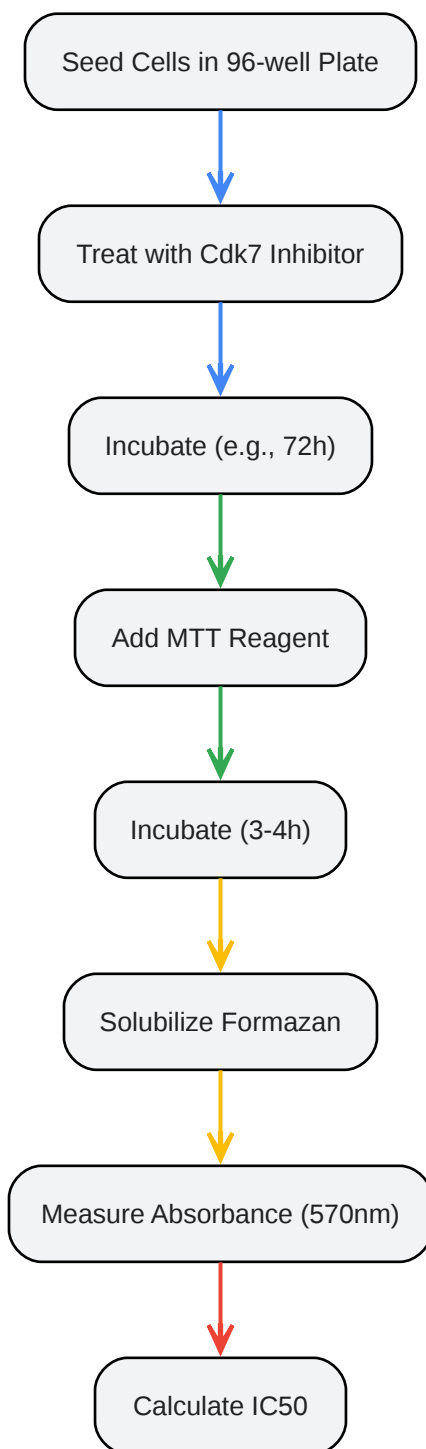 Seed Cells in 96-well Plate
Treat with Cdk7 Inhibitor
Incubate (e.g., 72h)
Add MTT Reagent
Incubate (3-4h)
Solubilize Formazan
Measure Absorbance (570nm)
Calculate IC50